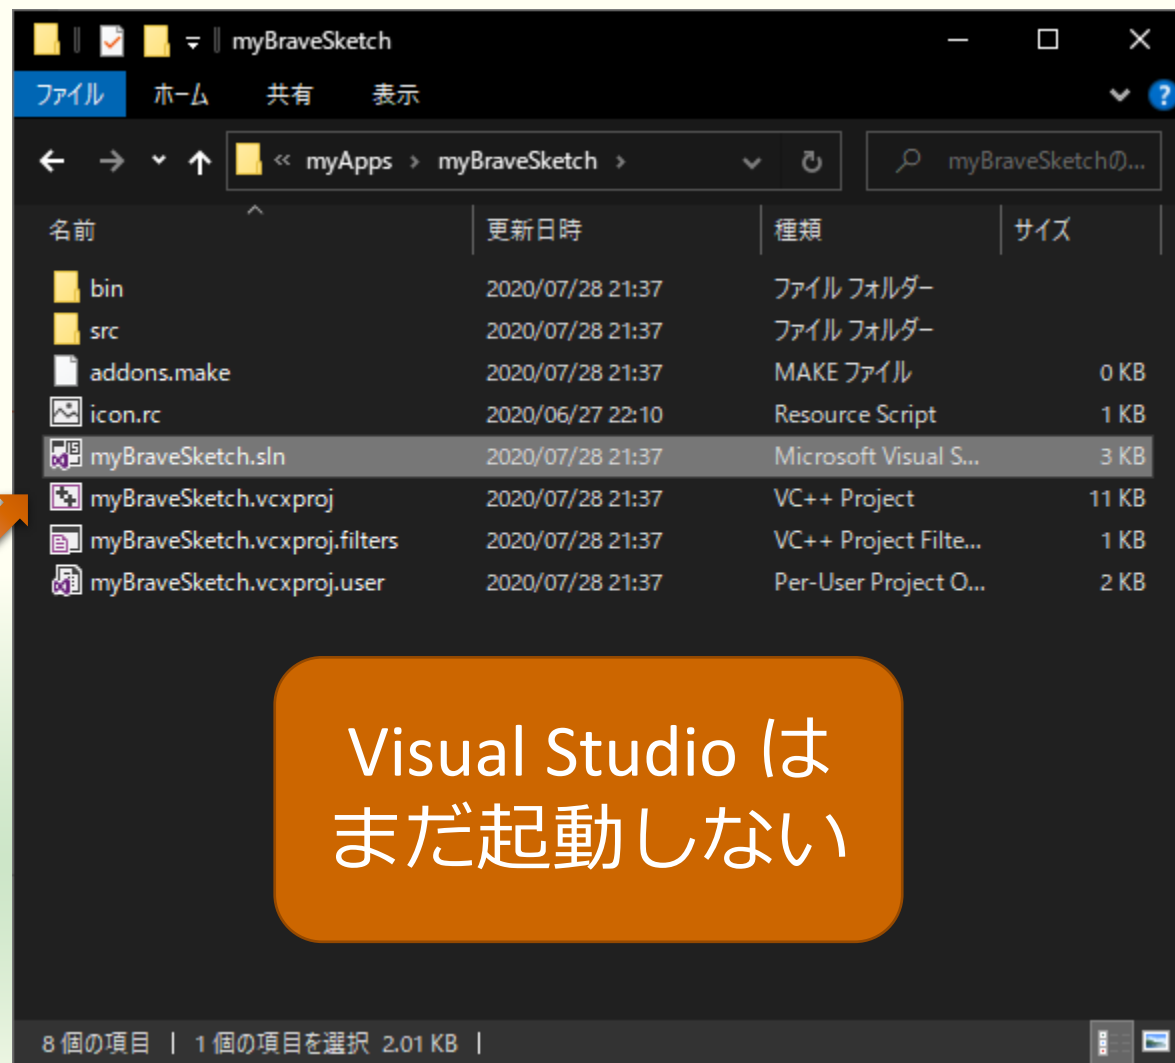 myBraveSketch
ファイル ホーム 共有 表示
« myApps › myBraveSketch › myBraveSketchの...
名前 更新日時 種類 サイズ
bin 2020/07/28 21:37 ファイル フォルダー
src 2020/07/28 21:37 ファイル フォルダー
addons.make 2020/07/28 21:37 MAKE ファイル 0 KB
icon.rc 2020/06/27 22:10 Resource Script 1 KB
myBraveSketch.sln 2020/07/28 21:37 Microsoft Visual S... 3 KB
myBraveSketch.vcxproj 2020/07/28 21:37 VC++ Project 11 KB
myBraveSketch.vcxproj.filters 2020/07/28 21:37 VC++ Project Filte... 1 KB
myBraveSketch.vcxproj.user 2020/07/28 21:37 Per-User Project O... 2 KB
Visual Studio は
まだ起動しない
8 個の項目 | 1 個の項目を選択 2.01 KB |